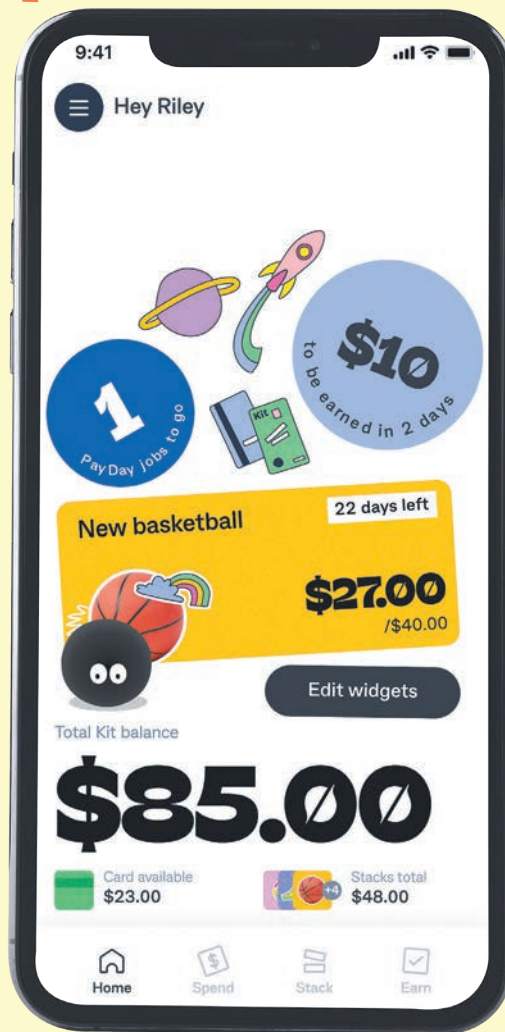 9:41
Hey Riley
$10
to be earned in 2 days
1
PayDay jobs to go
Kit
New basketball
22 days left
$27.00
/$40.00
Edit widgets
Total Kit balance
$85.00
Card available
$23.00
+4
Stacks total
$48.00
Home
Spend
Stack
Earn